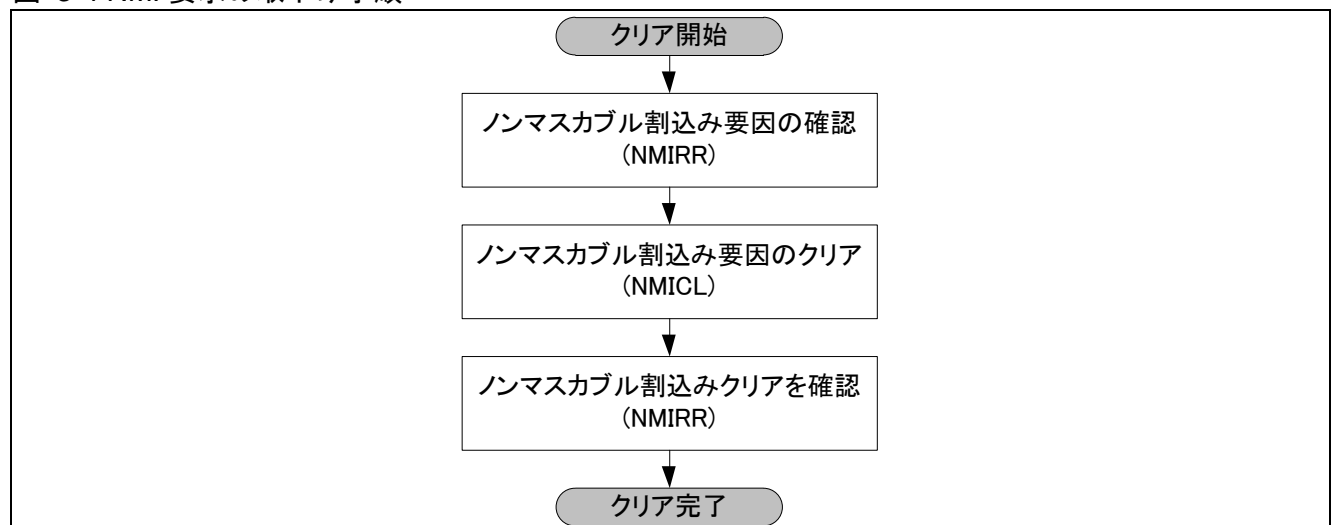 クリア開始
ノンマスカブル割込み要因の確認
(NMIRR)
ノンマスカブル割込み要因のクリア
(NMICL)
ノンマスカブル割込みクリアを確認
(NMIRR)
クリア完了